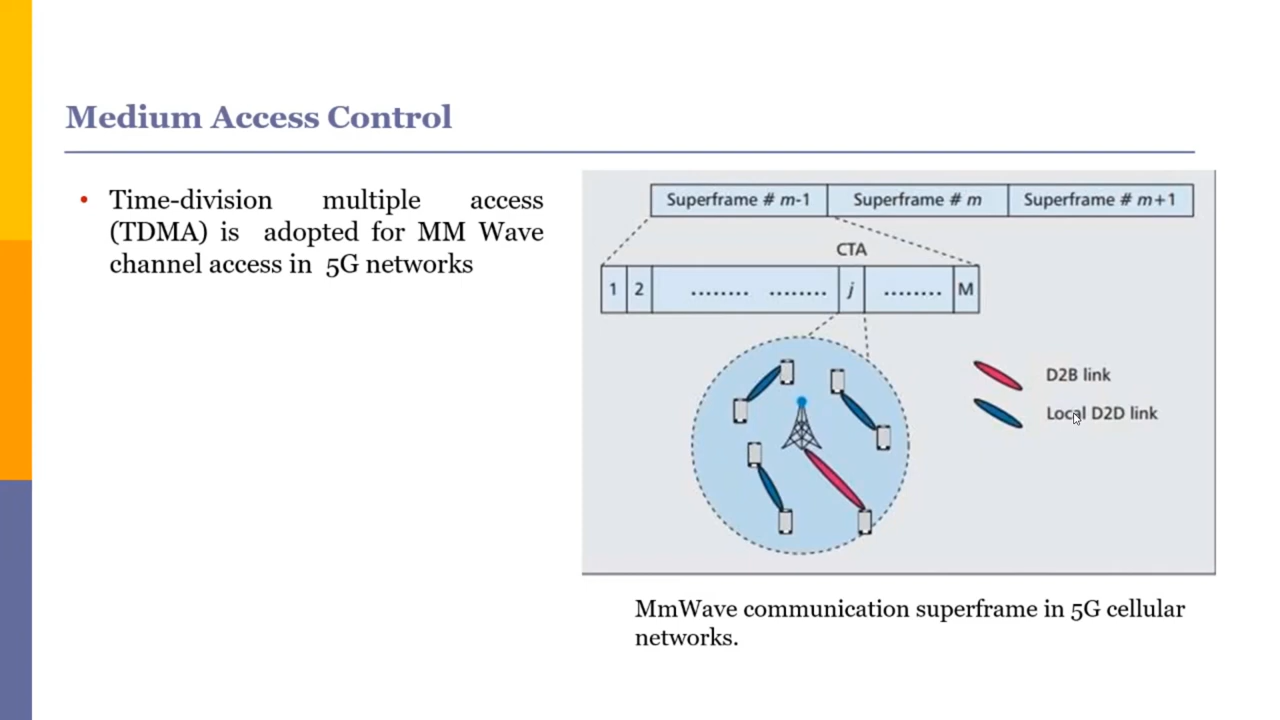 Medium Access Control
• Time-division multiple access
(TDMA) is adopted for MM Wave
channel access in 5G networks
Superframe # m-1 Superframe # m Superframe # m+1
CTA
1 2 ........ ........ j ........ M
D2B link
Local D2D link
MmWave communication superframe in 5G cellular
networks.